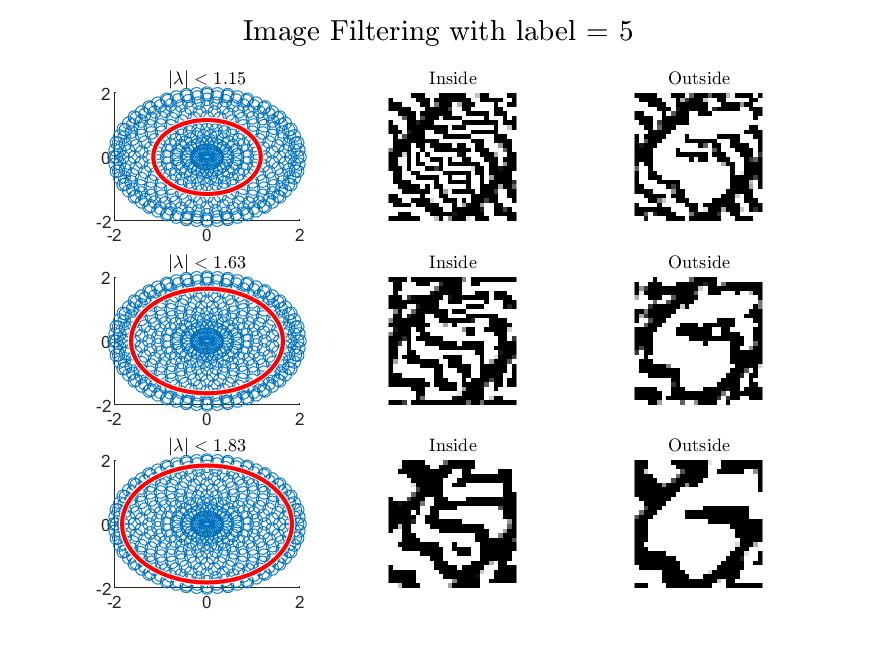 Image Filtering with label = 5
|λ| < 1.15
Inside
Outside
2
0
-2
-2 0 2
|λ| < 1.63
Inside
Outside
2
0
-2
-2 0 2
|λ| < 1.83
Inside
Outside
2
0
-2
-2 0 2